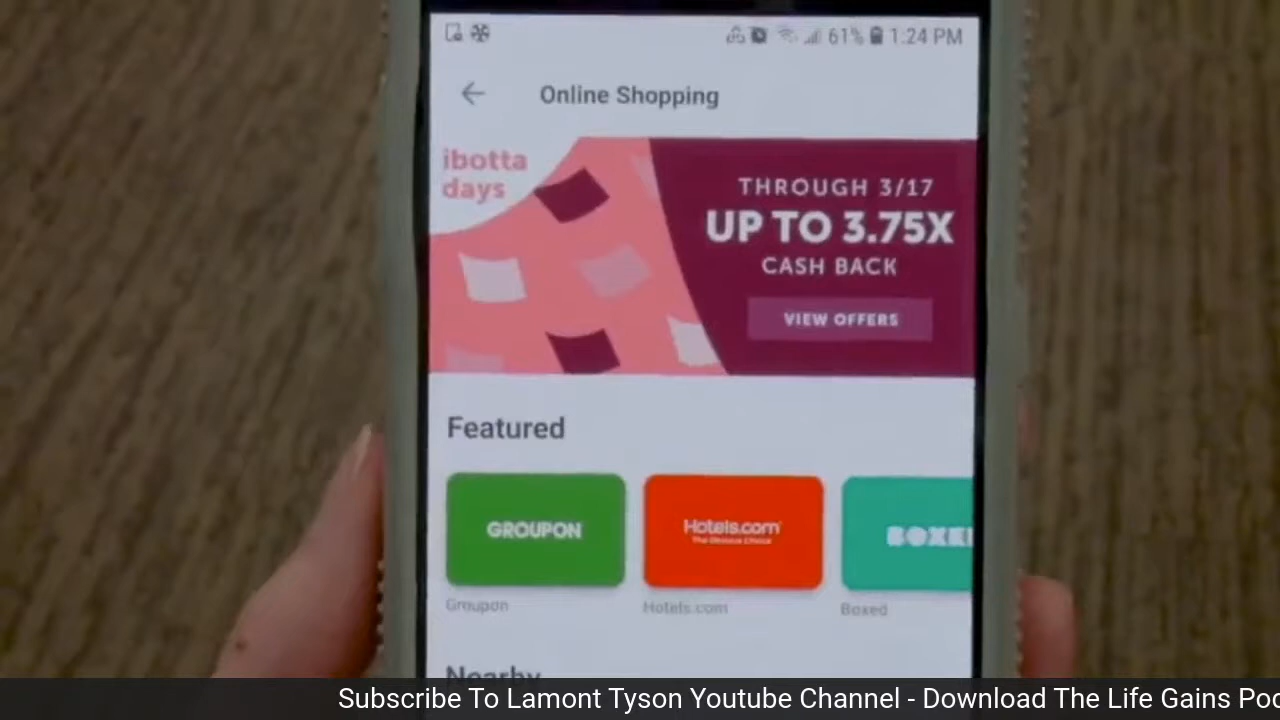 61% 1:24 PM
Online Shopping
ibotta
days
THROUGH 3/17
UP TO 3.75X
CASH BACK
VIEW OFFERS
Featured
GROUPON
Hotels.com
The Obvious Choice
BOXE
Groupon
Hotels.com
Boxed
Nearby
Subscribe To Lamont Tyson Youtube Channel - Download The Life Gains Poc